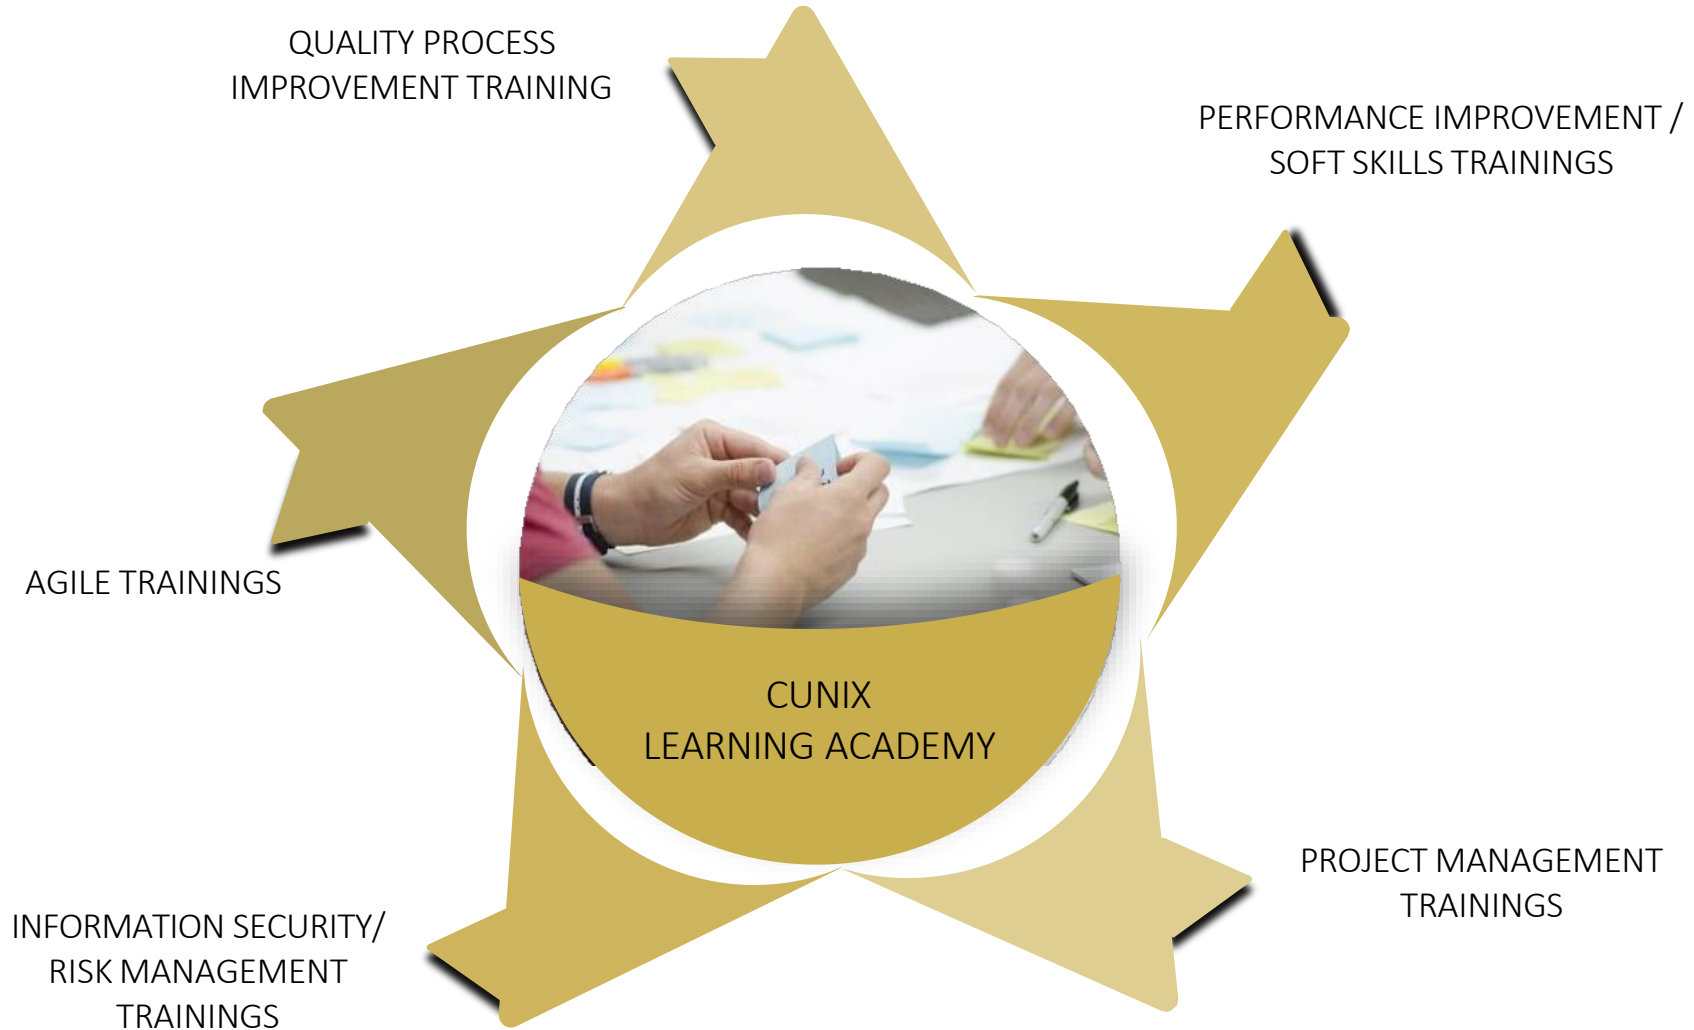 QUALITY PROCESS
IMPROVEMENT TRAINING
PERFORMANCE IMPROVEMENT /
SOFT SKILLS TRAININGS
AGILE TRAININGS
CUNIX
LEARNING ACADEMY
PROJECT MANAGEMENT
TRAININGS
INFORMATION SECURITY/
RISK MANAGEMENT
TRAININGS